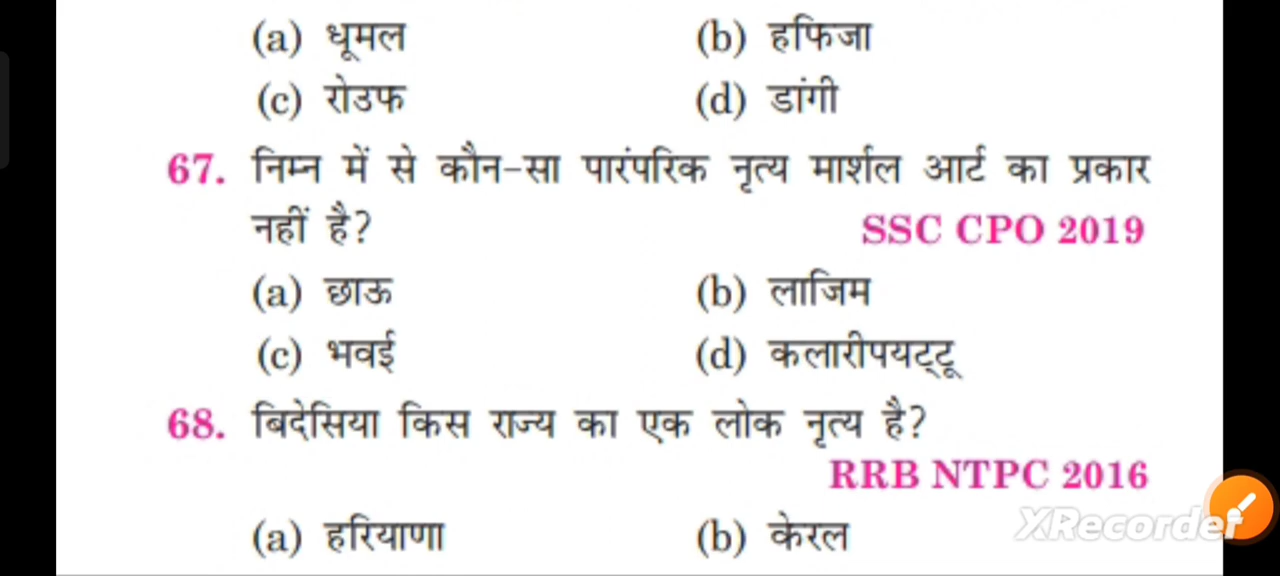 (a) धूमल (b) हफिजा
(c) रोउफ (d) डांगी
67. निम्न में से कौन-सा पारंपरिक नृत्य मार्शल आर्ट का प्रकार
नहीं है? SSC CPO 2019
(a) छाऊ (b) लाजिम
(c) भवई (d) कलारीपयट्टू
68. बिदेसिया किस राज्य का एक लोक नृत्य है?
RRB NTPC 2016
XRecorder
(a) हरियाणा (b) केरल